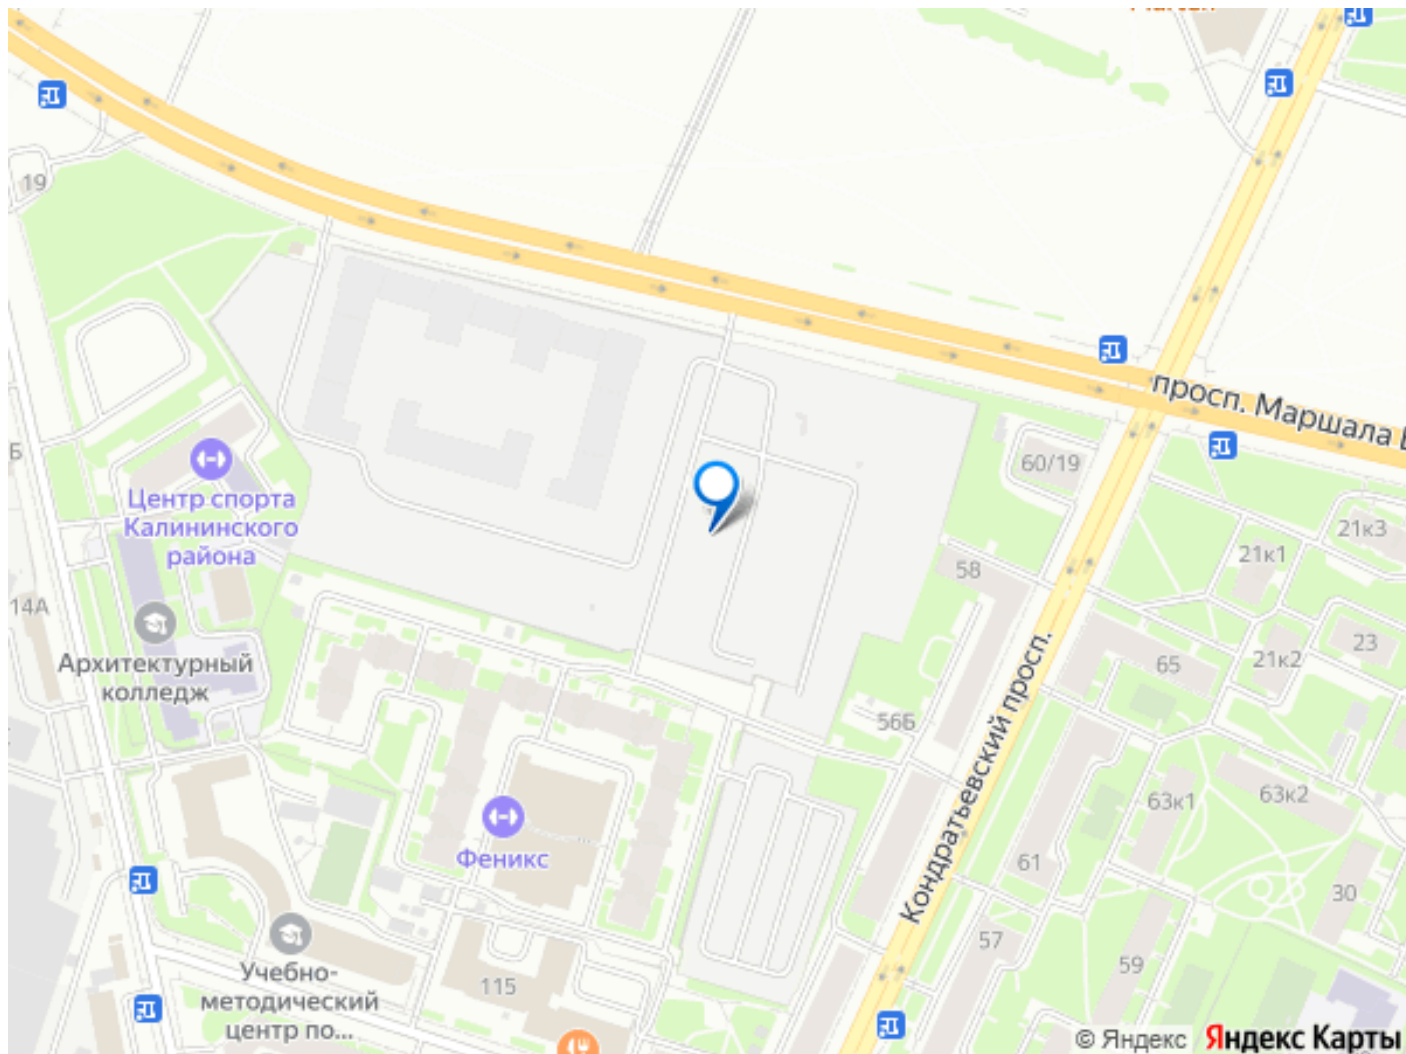 19
просп. Маршала Б
Б
60/19
Центр спорта
Калининского
района
21к3
21к1
58
14А
23
Архитектурный
колледж
65
21к2
56Б
Кондратьевский просп.
63к1
63к2
Феникс
61
30
57
Учебно-
методический
центр по...
59
115
© Яндекс Яндекс Карты